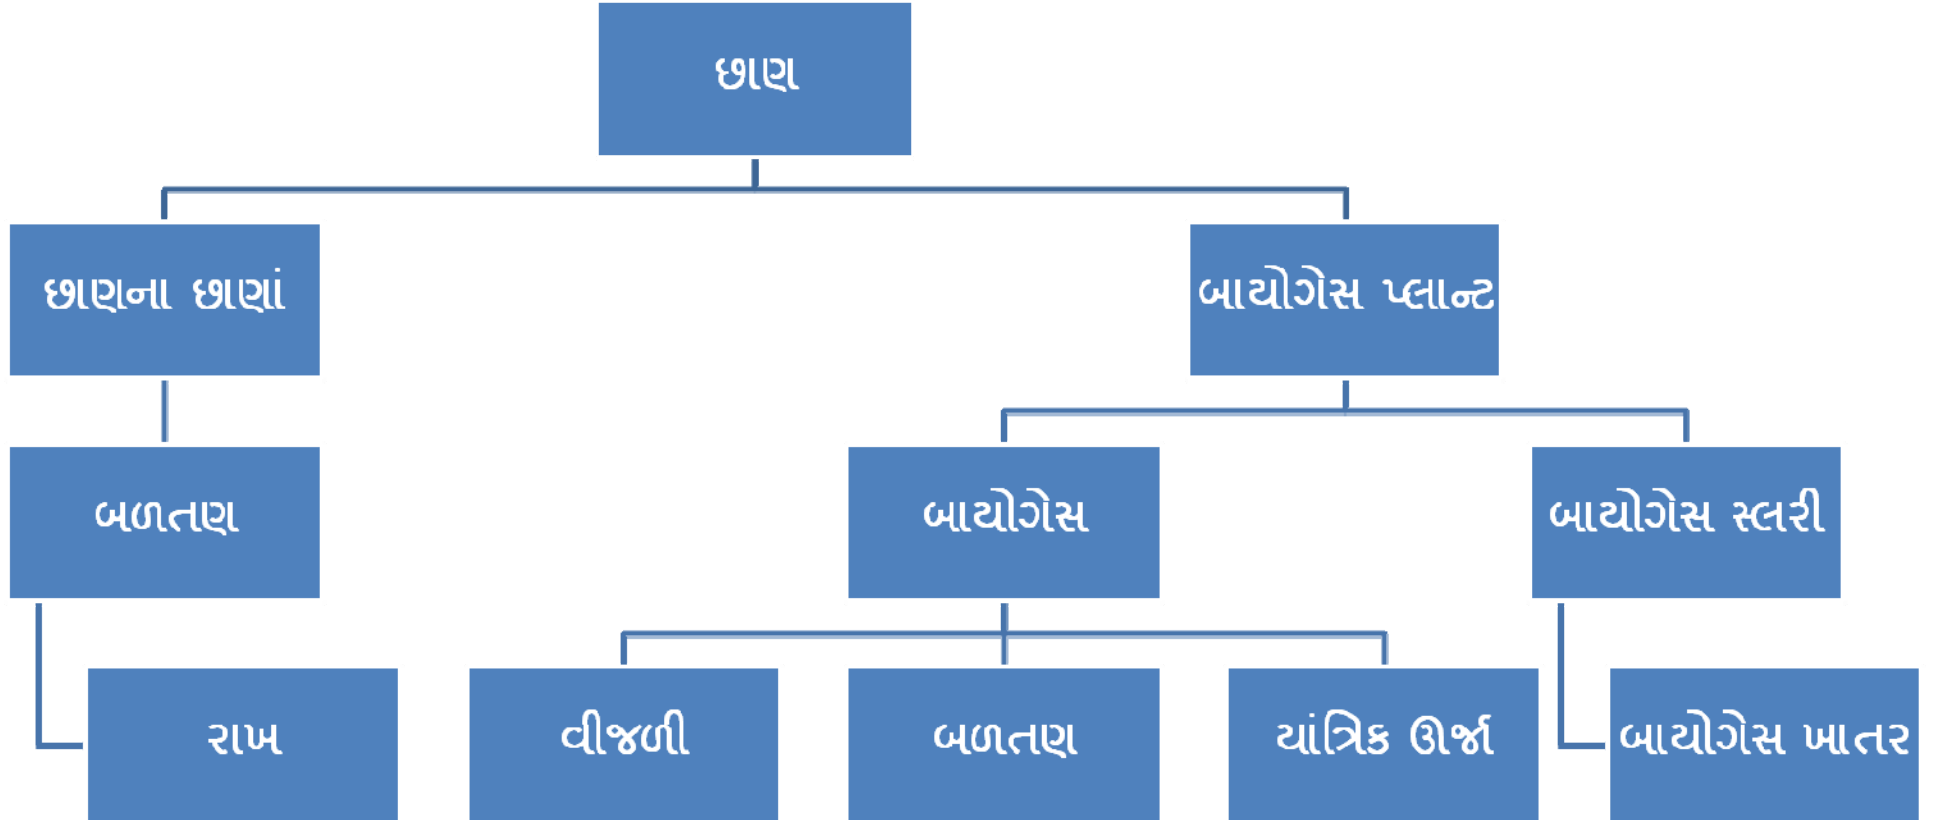 છાણ
છાણના છાણાં
બાયોગેસ પ્લાન્ટ
બળતણ
બાયોગેસ
બાયોગેસ સ્લરી
રાખ
વીજળી
બળતણ
યાંત્રિક ઊર્જા
બાયોગેસ ખાતર